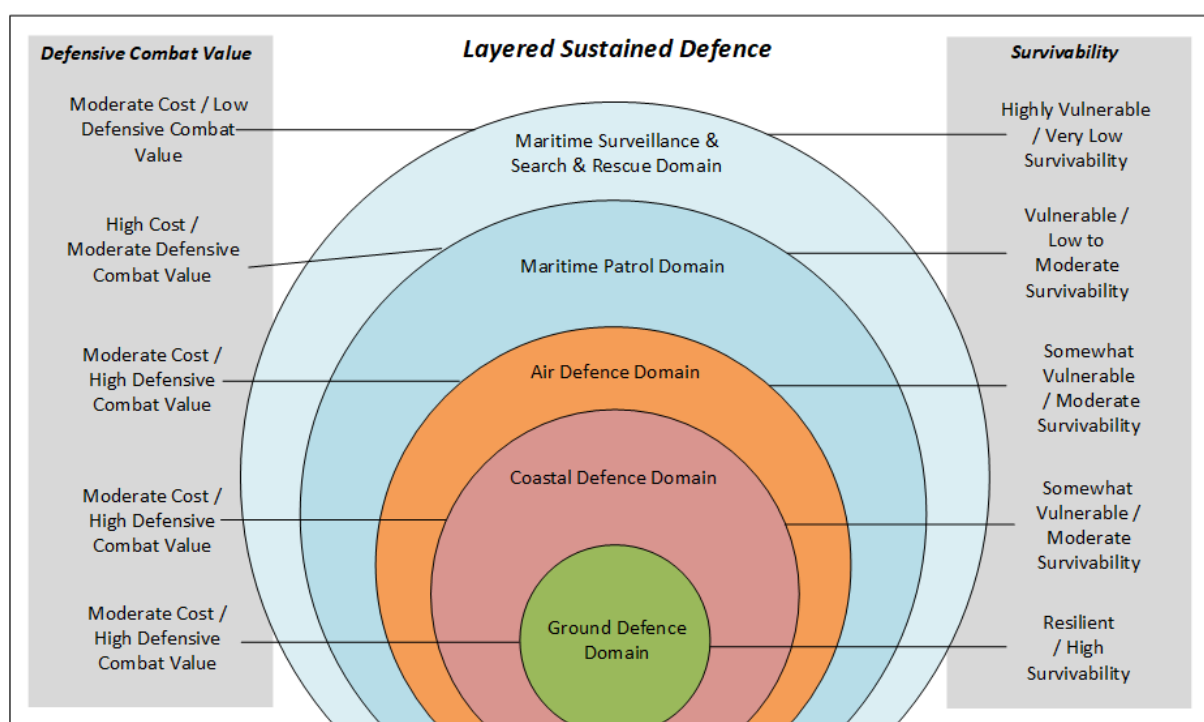 Layered Sustained Defence
Defensive Combat Value
Moderate Cost / Low
Defensive Combat
Value
High Cost /
Moderate Defensive
Combat Value
Moderate Cost /
High Defensive
Combat Value
Moderate Cost /
High Defensive
Combat Value
Moderate Cost /
High Defensive
Combat Value
Maritime Surveillance &
Search & Rescue Domain
Maritime Patrol Domain
Air Defence Domain
Coastal Defence Domain
Ground Defence
Domain
Survivability
Highly Vulnerable
/ Very Low
Survivability
Vulnerable /
Low to
Moderate
Survivability
Somewhat
Vulnerable
/ Moderate
Survivability
Somewhat
Vulnerable /
Moderate
Survivability
Resilient
/ High
Survivability